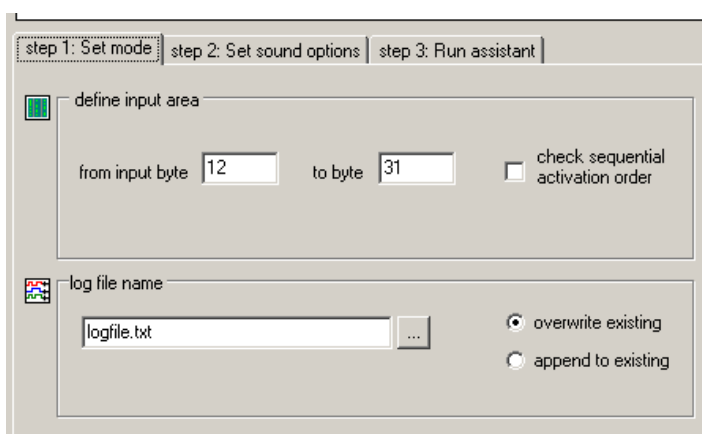 step 1: Set mode step 2: Set sound options step 3: Run assistant
define input area
from input byte 12 to byte 31
check sequential
activation order
log file name
logfile.txt ...
overwrite existing
append to existing